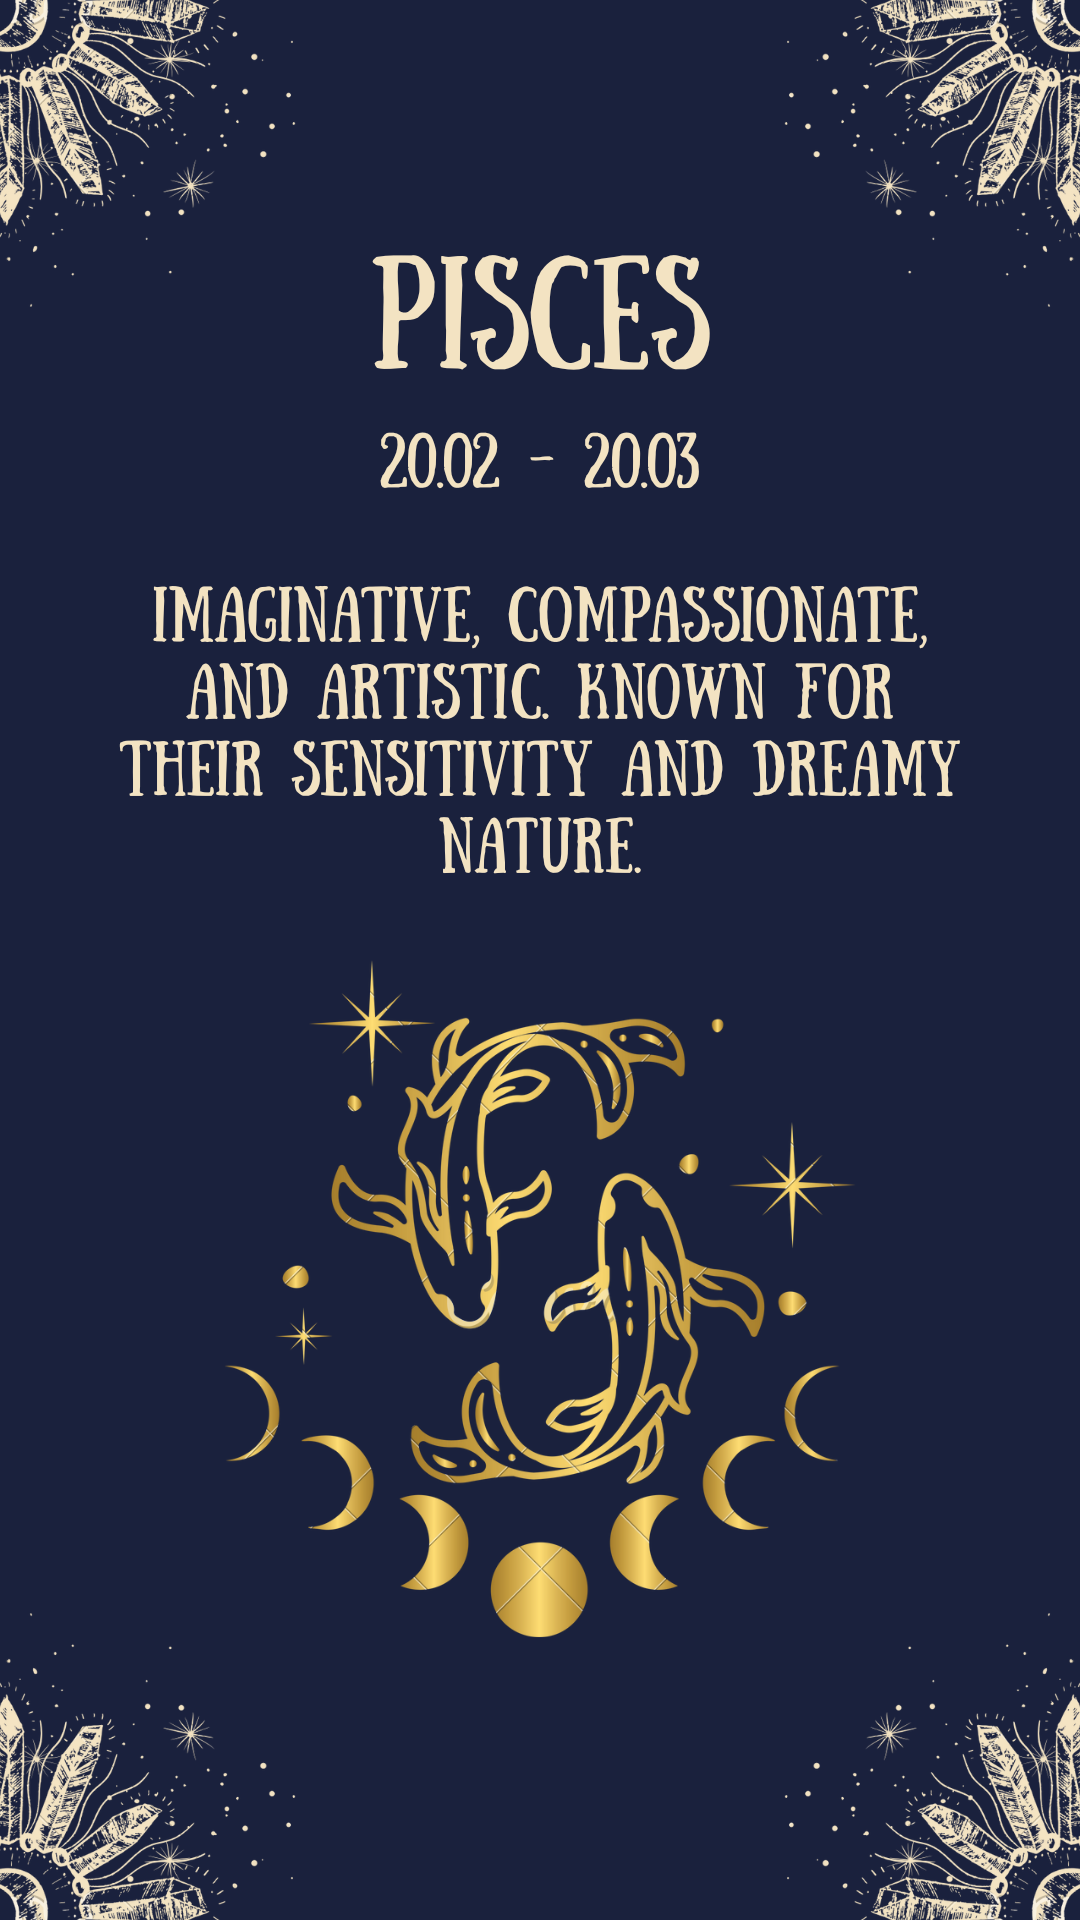 PISCES
20.02 - 20.03
IMAGINATIVE, COMPASSIONATE,
AND ARTISTIC. KNOWN FOR
THEIR SENSITIVITY AND DREAMY
NATURE.